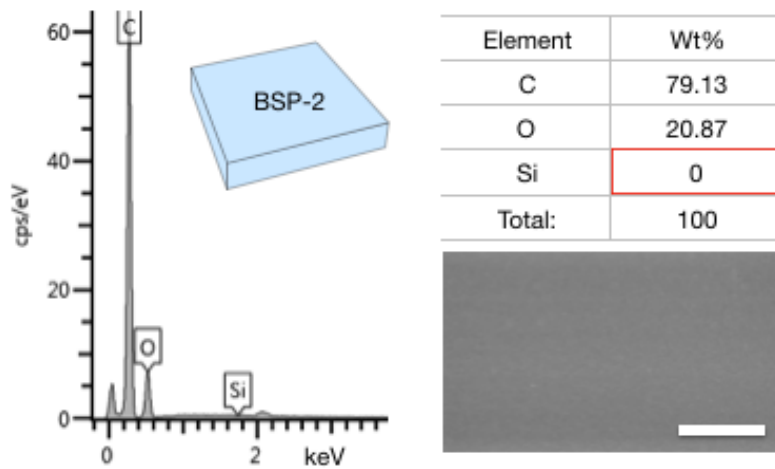 60
40
20
0
cps/eV
C
O
Si
BSP-2
0
2
keV
Element Wt%
C 79.13
O 20.87
Si 0
Total: 100